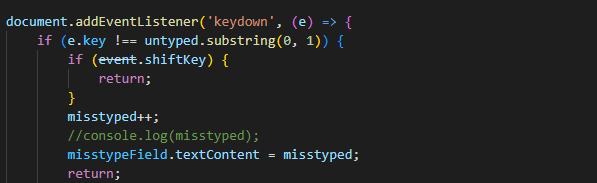 document.addEventListener('keydown', (e) => {
if (e.key !== untyped.substring(0, 1)) {
if (event.shiftKey) {
return;
}
misstyped++;
//console.log(misstyped);
misstypeField.textContent = misstyped;
return;